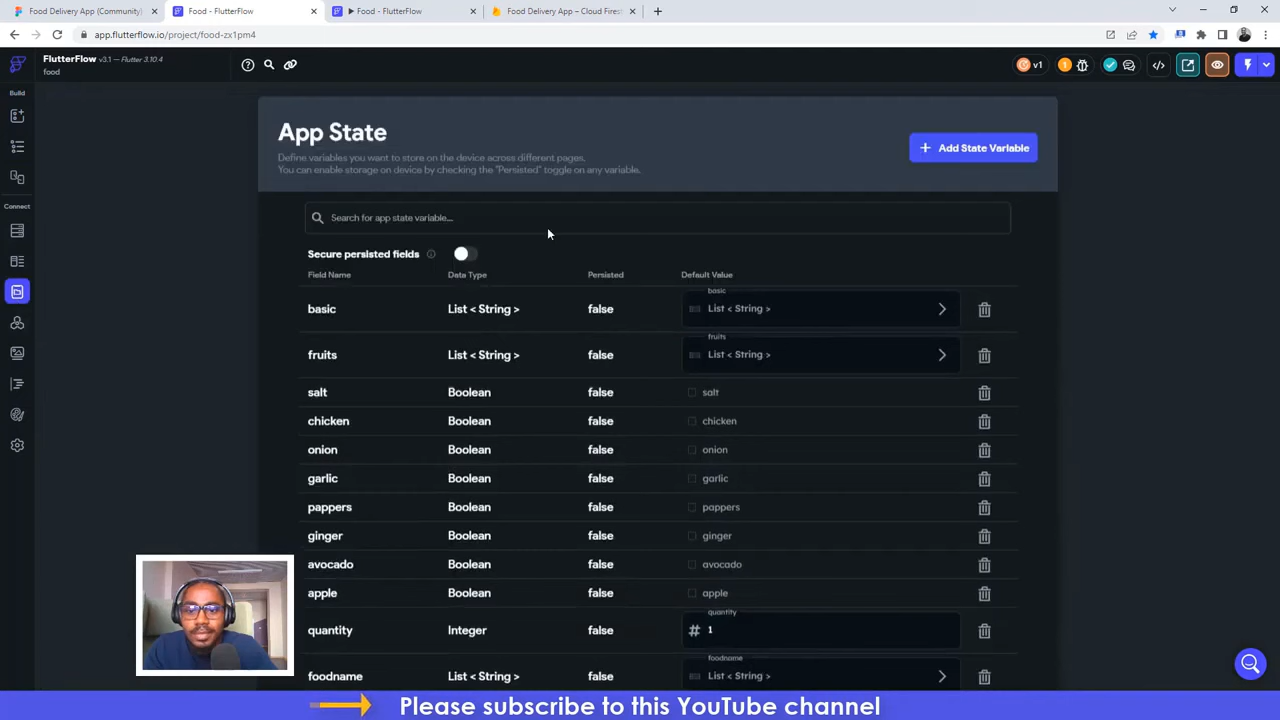 Food Delivery App (Community)
Food - FlutterFlow
Food - FlutterFlow
Food Delivery App – Cloud Fires
app.flutterflow.io/project/food-zx1pm4
FlutterFlow v3.1 — Flutter 3.10.4
food
v1
1
Build
Connect
App State
Define variables you want to store on the device across different pages.
You can enable storage on device by checking the "Persisted" toggle on any variable.
+ Add State Variable
Search for app state variable...
Secure persisted fields
Field Name Data Type Persisted Default Value
basic
basic List < String > false List < String >
fruits
fruits List < String > false List < String >
salt Boolean false salt
chicken Boolean false chicken
onion Boolean false onion
garlic Boolean false garlic
pappers Boolean false pappers
ginger Boolean false ginger
avocado Boolean false avocado
apple Boolean false apple
quantity
quantity Integer false # 1
foodname
foodname List < String > false List < String >
Please subscribe to this YouTube channel